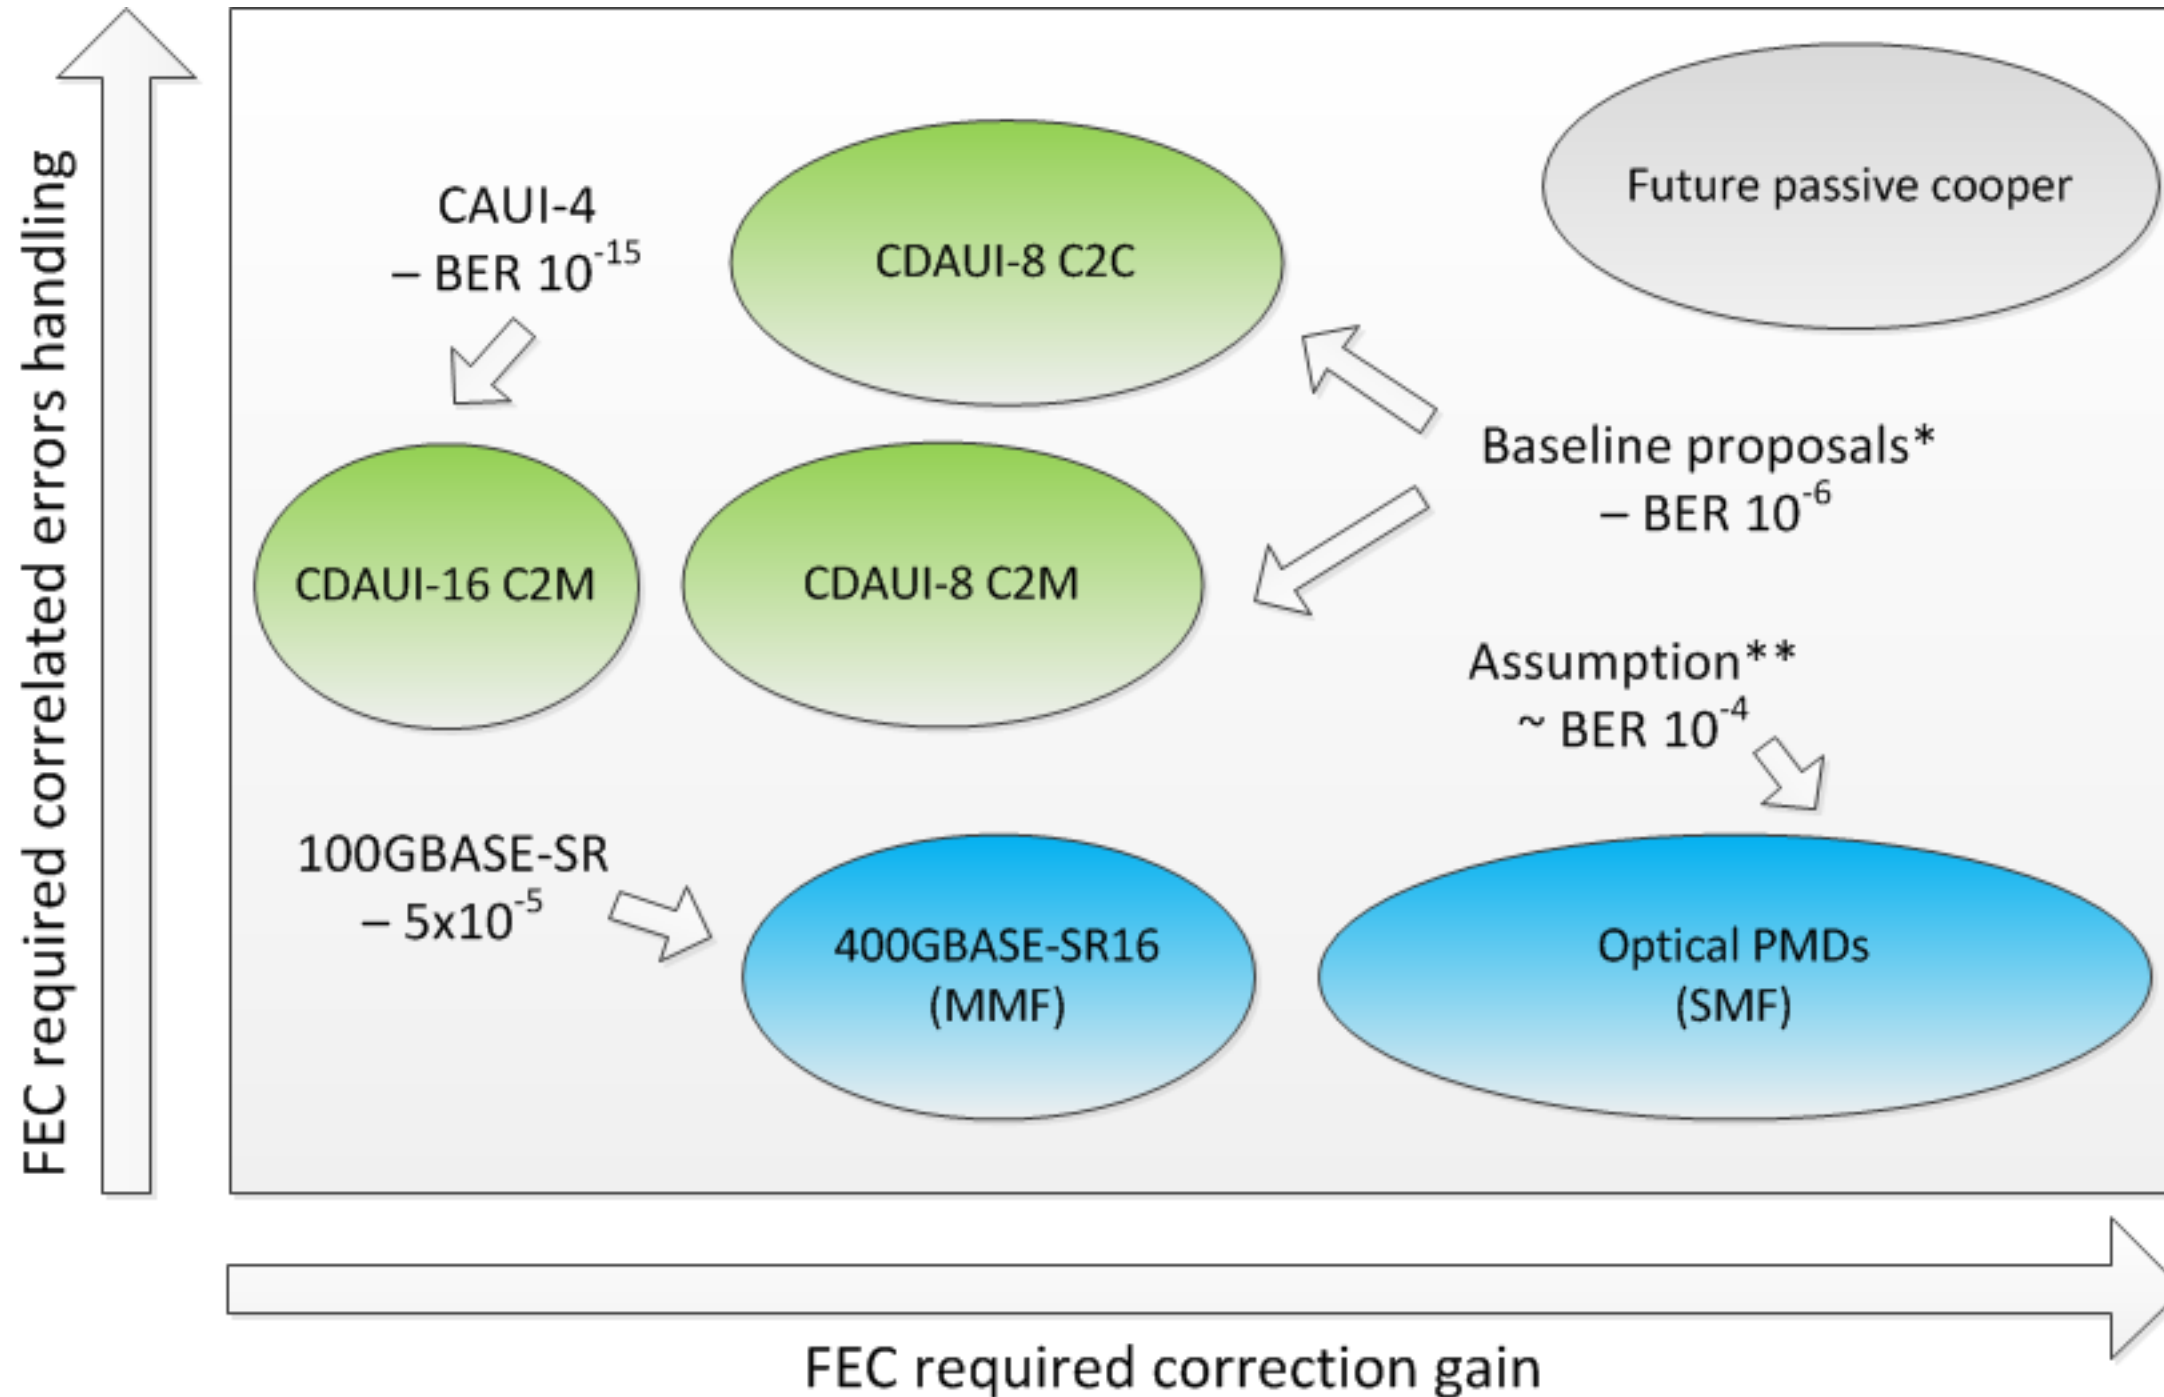 FEC required correlated errors handling
CAUI-4
– BER 10⁻¹⁵
CDAUI-8 C2C
Future passive cooper
Baseline proposals*
– BER 10⁻⁶
CDAUI-16 C2M
CDAUI-8 C2M
Assumption**
~ BER 10⁻⁴
100GBASE-SR
– 5x10⁻⁵
400GBASE-SR16
(MMF)
Optical PMDs
(SMF)
FEC required correction gain